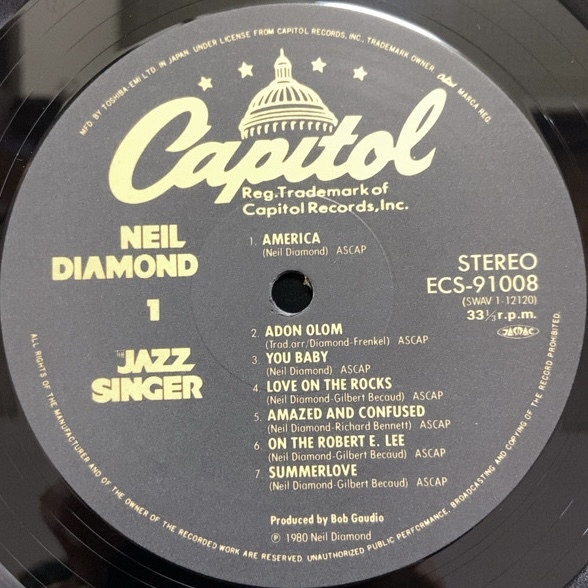 MFD. BY TOSHIBA-EMI LTD. IN JAPAN. UNDER LICENSE FROM CAPITOL RECORDS, INC., TRADEMARK OWNER Capitol MARCA REG.
Capitol
Reg.Trademark of
Capitol Records,Inc.
NEIL
DIAMOND
1
THE
JAZZ
SINGER
1. AMERICA
(Neil Diamond) ASCAP
STEREO
ECS-91008
(SWAV 1-12120)
33⅓r.p.m.
JASRAC
2. ADON OLOM
(Trad.arr/Diamond-Frenkel) ASCAP
3. YOU BABY
(Neil Diamond) ASCAP
4. LOVE ON THE ROCKS
(Neil Diamond-Gilbert Becaud) ASCAP
5. AMAZED AND CONFUSED
(Neil Diamond-Richard Bennett) ASCAP
6. ON THE ROBERT E. LEE
(Neil Diamond-Gilbert Becaud) ASCAP
7. SUMMERLOVE
(Neil Diamond-Gilbert Becaud) ASCAP
Produced by Bob Gaudio
℗ 1980 Neil Diamond
ALL RIGHTS OF THE MANUFACTURER AND OF THE OWNER OF THE RECORDED WORK ARE RESERVED. UNAUTHORIZED PUBLIC PERFORMANCE, BROADCASTING AND COPYING OF THE RECORD PROHIBITED.